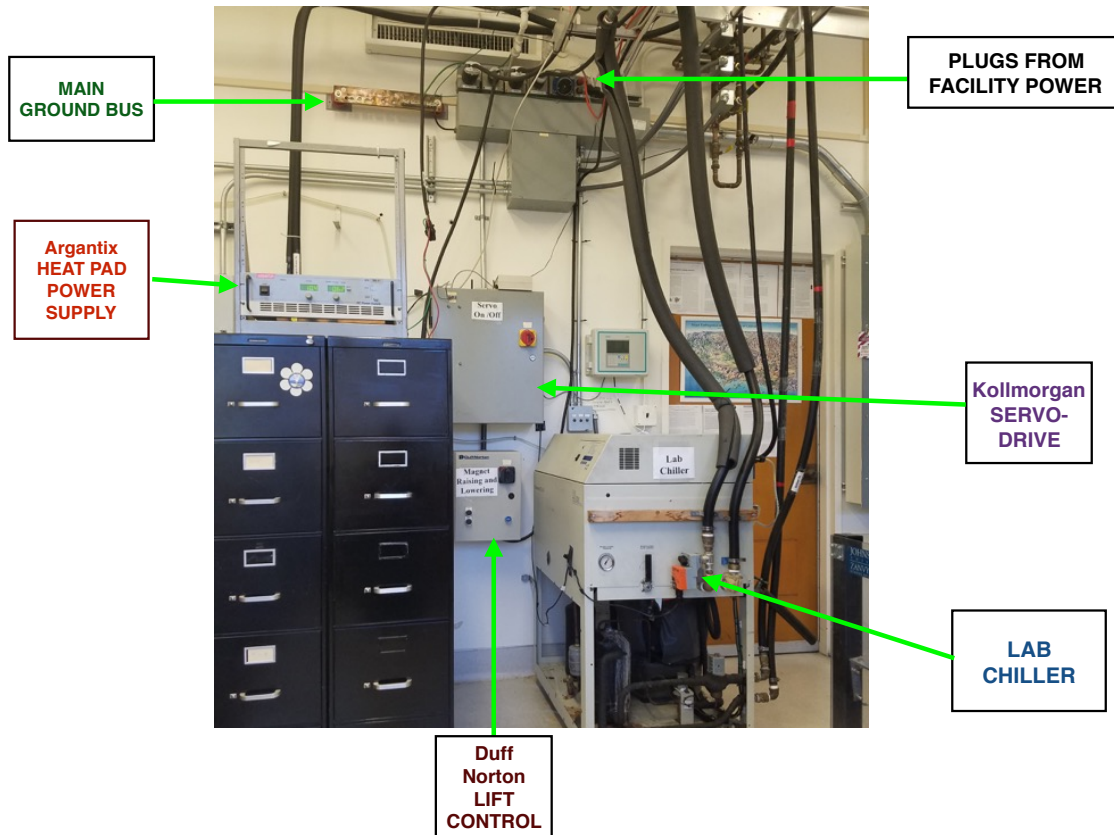 MAIN
GROUND BUS
PLUGS FROM
FACILITY POWER
Argantix
HEAT PAD
POWER
SUPPLY
Servo
On /Off
Kollmorgan
SERVO-
DRIVE
Lab
Chiller
DuffNorton
Magnet
Raising and
Lowering
LAB
CHILLER
Duff
Norton
LIFT
CONTROL